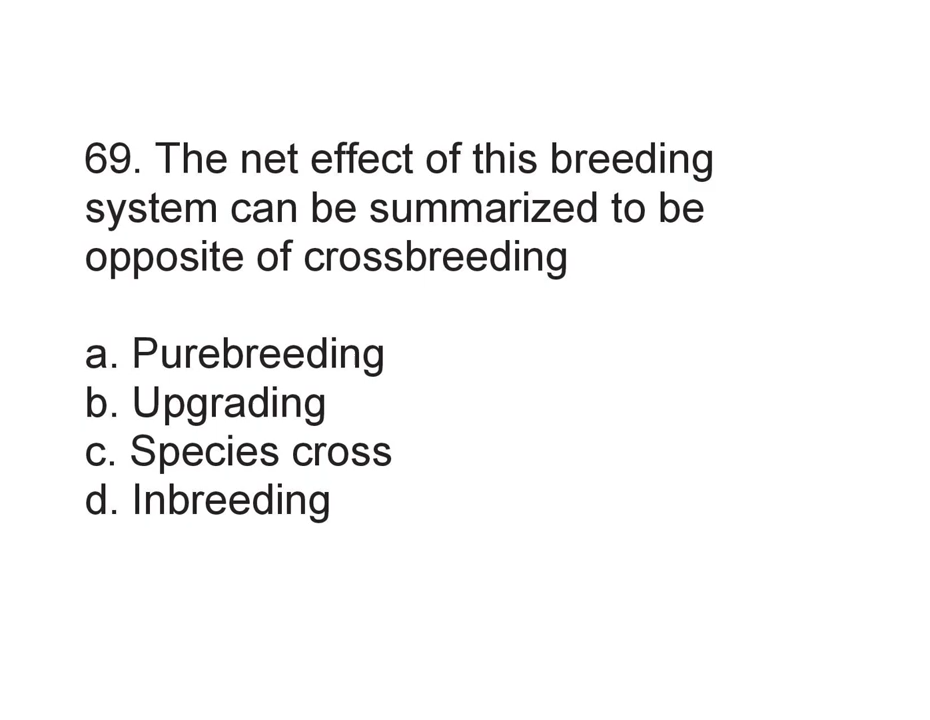 69. The net effect of this breeding
system can be summarized to be
opposite of crossbreeding
a. Purebreeding
b. Upgrading
c. Species cross
d. Inbreeding